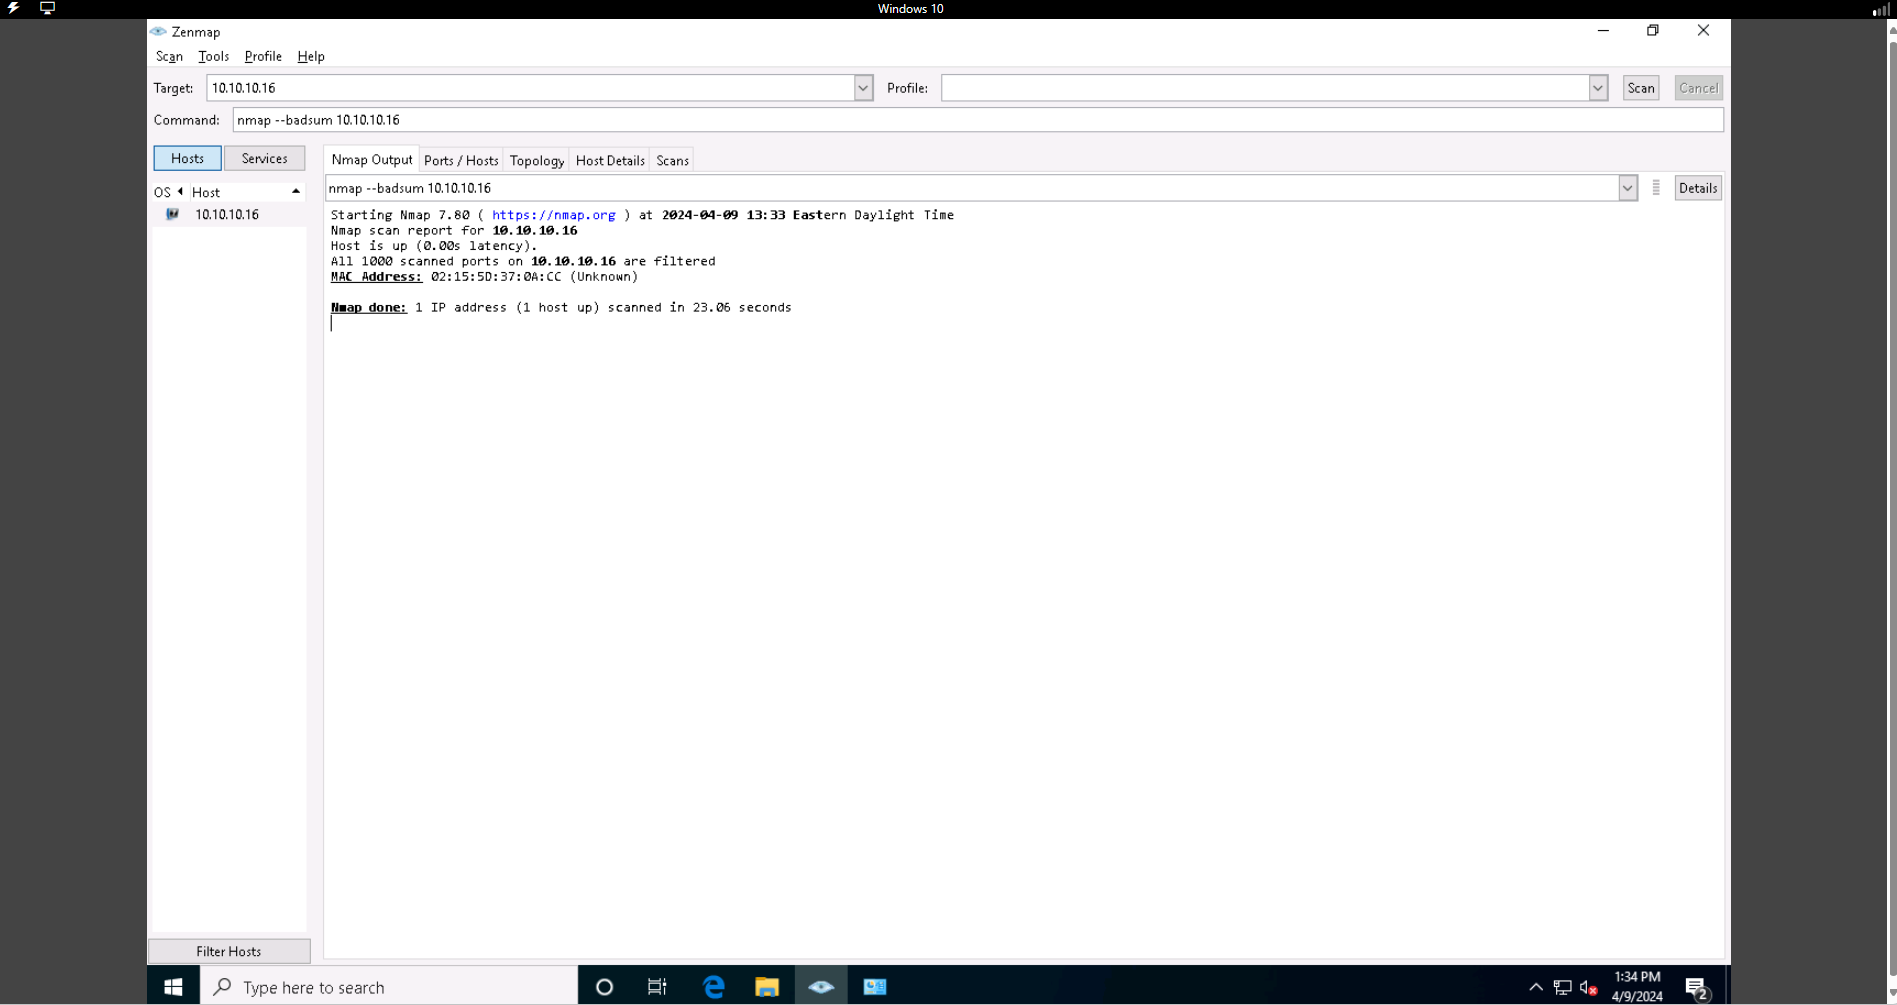 Windows 10
Zenmap
Scan Tools Profile Help
Target: 10.10.10.16 Profile: Scan Cancel
Command: nmap --badsum 10.10.10.16
Hosts Services
Nmap Output Ports / Hosts Topology Host Details Scans
nmap --badsum 10.10.10.16 Details
OS Host
10.10.10.16
Starting Nmap 7.80 ( https://nmap.org ) at 2024-04-09 13:33 Eastern Daylight Time
Nmap scan report for 10.10.10.16
Host is up (0.00s latency).
All 1000 scanned ports on 10.10.10.16 are filtered
MAC Address: 02:15:5D:37:0A:CC (Unknown)
Nmap done: 1 IP address (1 host up) scanned in 23.06 seconds
Filter Hosts
Type here to search
1:34 PM
4/9/2024
2